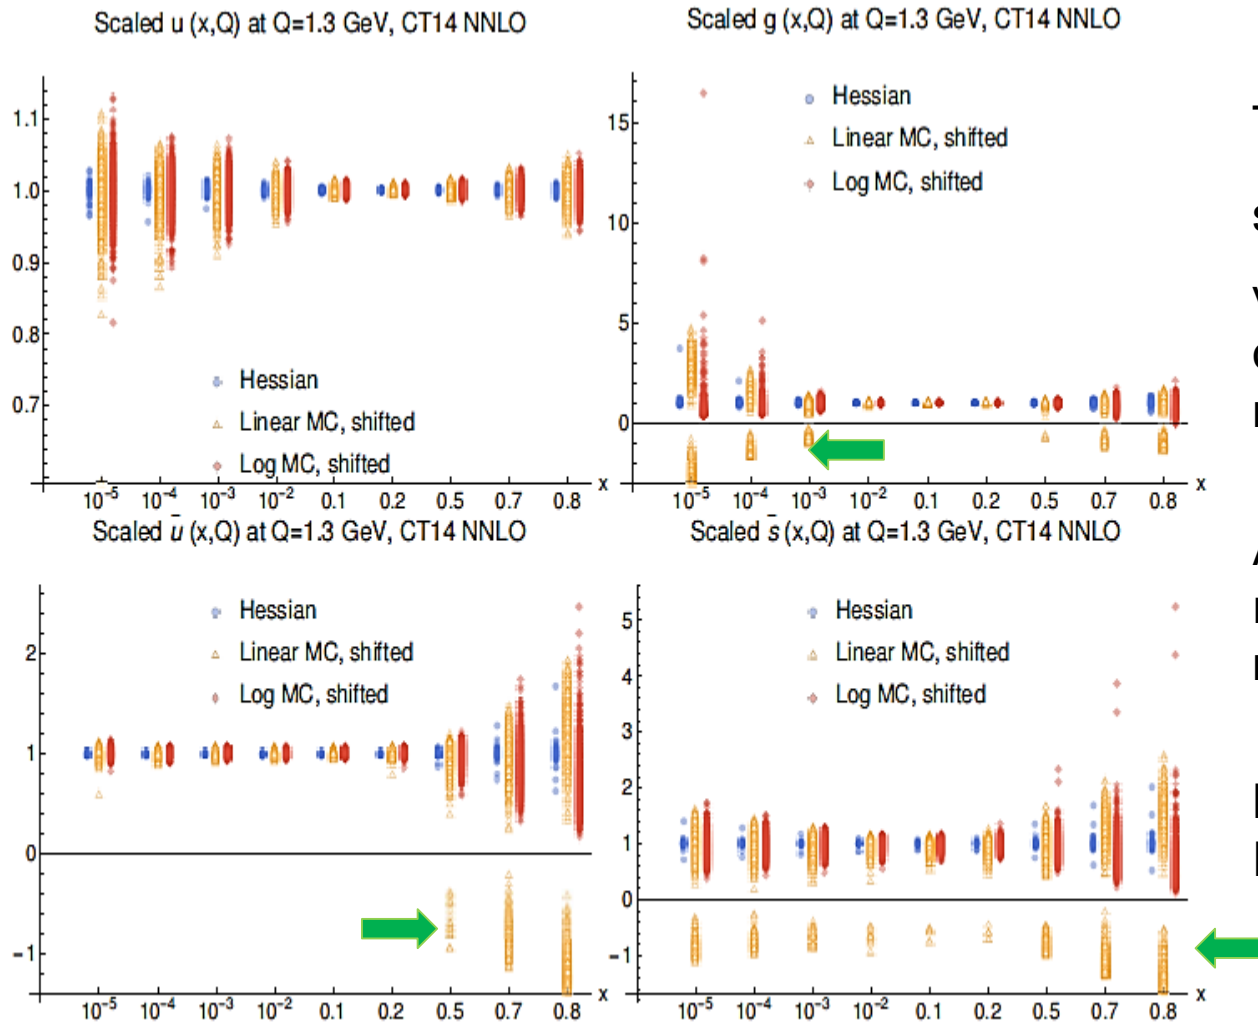 Scaled u (x,Q) at Q=1.3 GeV, CT14 NNLO
1.1
1.0
0.9
0.8
0.7
Hessian
Linear MC, shifted
Log MC, shifted
10⁻⁵ 10⁻⁴ 10⁻³ 10⁻² 0.1 0.2 0.5 0.7 0.8 x
Scaled g (x,Q) at Q=1.3 GeV, CT14 NNLO
15
10
5
0
Hessian
Linear MC, shifted
Log MC, shifted
10⁻⁵ 10⁻⁴ 10⁻³ 10⁻² 0.1 0.2 0.5 0.7 0.8 x
Scaled ū (x,Q) at Q=1.3 GeV, CT14 NNLO
2
1
0
-1
Hessian
Linear MC, shifted
Log MC, shifted
10⁻⁵ 10⁻⁴ 10⁻³ 10⁻² 0.1 0.2 0.5 0.7 0.8 x
Scaled s̄ (x,Q) at Q=1.3 GeV, CT14 NNLO
5
4
3
2
1
0
-1
Hessian
Linear MC, shifted
Log MC, shifted
10⁻⁵ 10⁻⁴ 10⁻³ 10⁻² 0.1 0.2 0.5 0.7 0.8 x